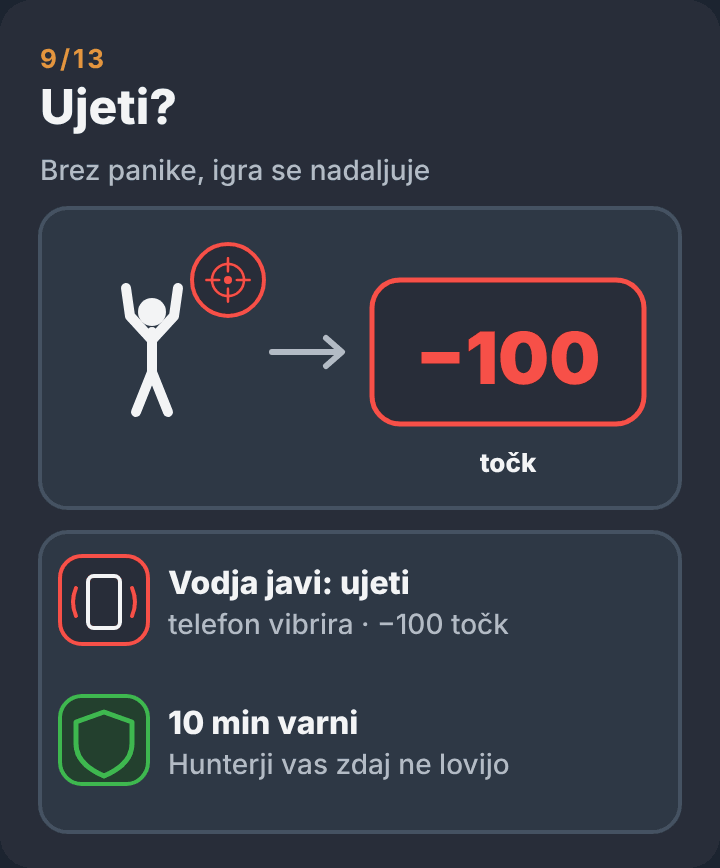 9/13
Ujeti?
Brez panike, igra se nadaljuje
−100
točk
Vodja javi: ujeti
telefon vibrira · −100 točk
10 min varni
Hunterji vas zdaj ne lovijo